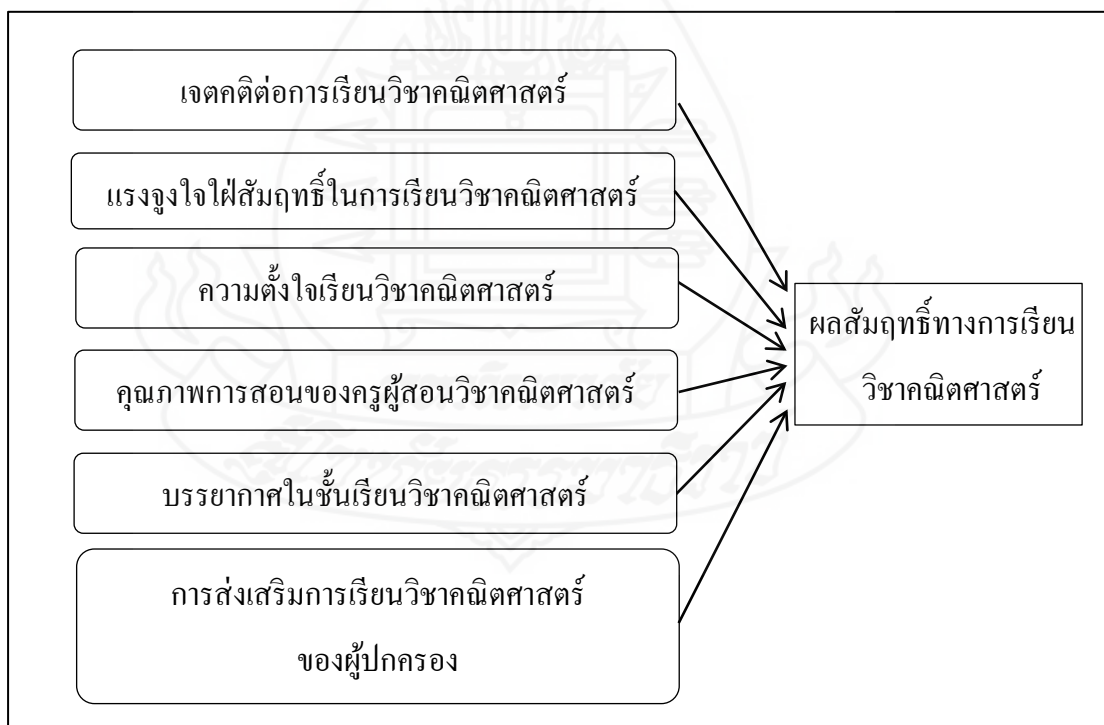 เจตคติต่อการเรียนวิชาคณิตศาสตร์
แรงจูงใจใฝ่สัมฤทธิ์ในการเรียนวิชาคณิตศาสตร์
ความตั้งใจเรียนวิชาคณิตศาสตร์
คุณภาพการสอนของครูผู้สอนวิชาคณิตศาสตร์
บรรยากาศในชั้นเรียนวิชาคณิตศาสตร์
การส่งเสริมการเรียนวิชาคณิตศาสตร์
ของผู้ปกครอง
ผลสัมฤทธิ์ทางการเรียน
วิชาคณิตศาสตร์